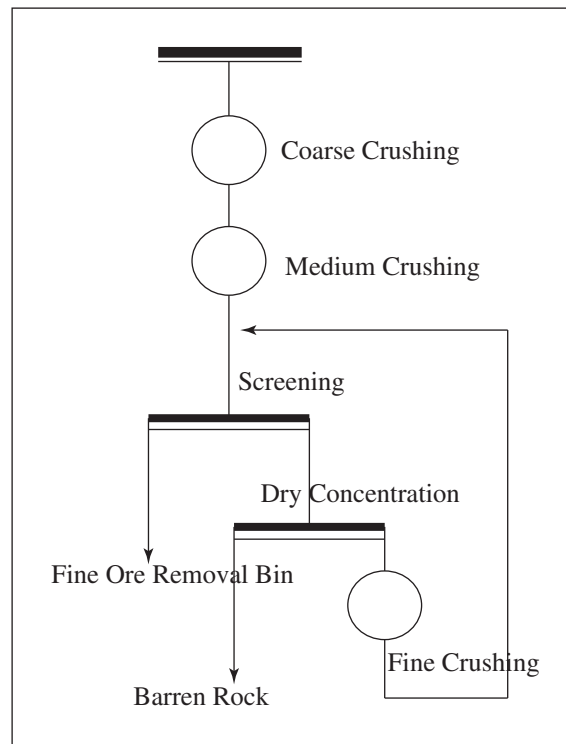 Coarse Crushing
Medium Crushing
Screening
Dry Concentration
Fine Ore Removal Bin
Fine Crushing
Barren Rock